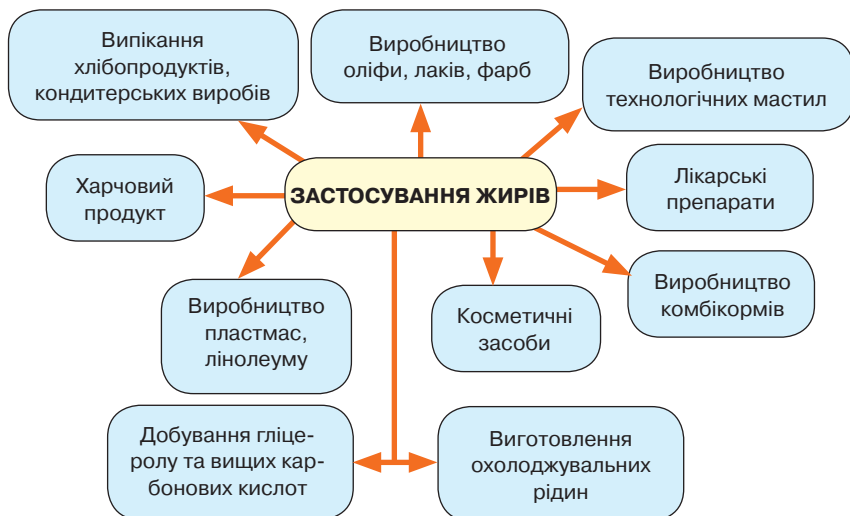 Випікання
хлібопродуктів,
кондитерських виробів
Виробництво
оліфи, лаків, фарб
Виробництво
технологічних мастил
Харчовий
продукт
ЗАСТОСУВАННЯ ЖИРІВ
Лікарські
препарати
Виробництво
пластмас,
лінолеуму
Косметичні
засоби
Виробництво
комбікормів
Добування гліце-
ролу та вищих кар-
бонових кислот
Виготовлення
охолоджувальних
рідин